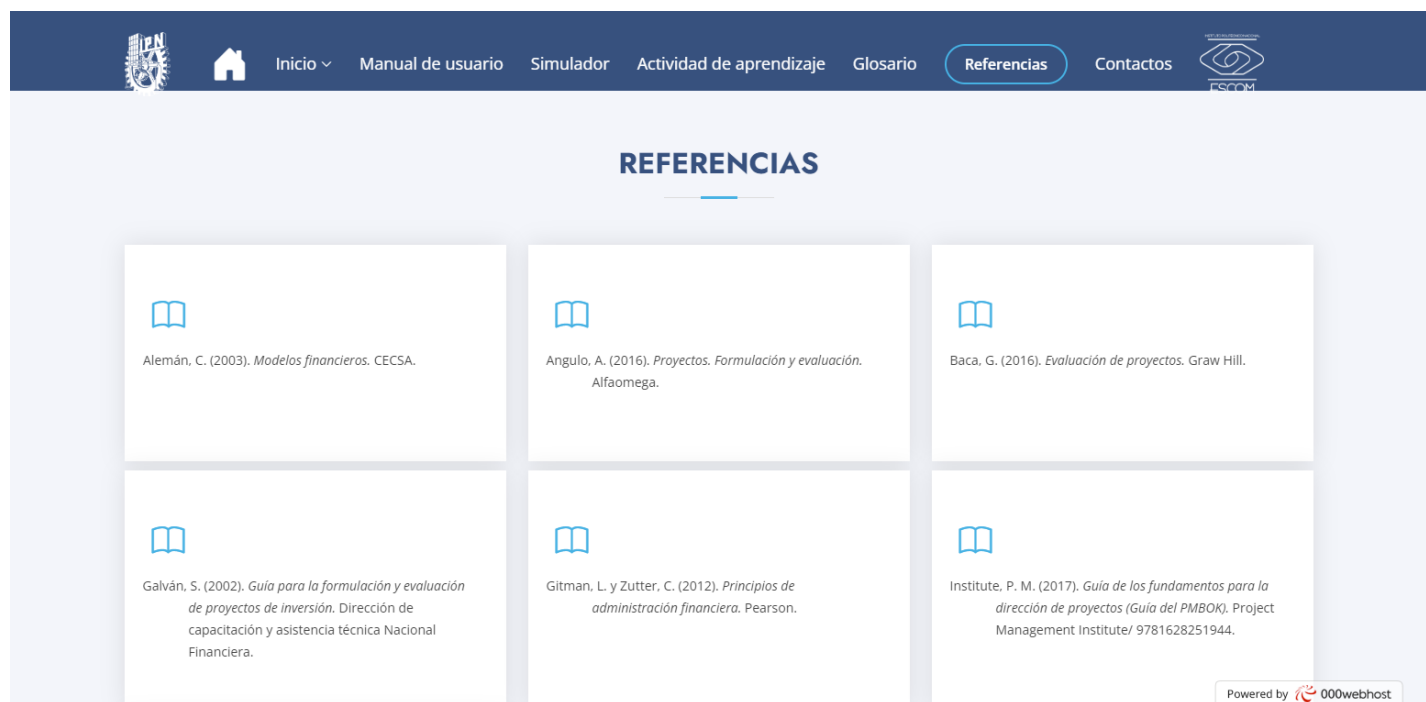 IPN
Inicio
Manual de usuario
Simulador
Actividad de aprendizaje
Glosario
Referencias
Contactos
ESCOM
REFERENCIAS
Alemán, C. (2003). Modelos financieros. CECSA.
Angulo, A. (2016). Proyectos. Formulación y evaluación.
Alfaomega.
Baca, G. (2016). Evaluación de proyectos. Graw Hill.
Galván, S. (2002). Guía para la formulación y evaluación
de proyectos de inversión. Dirección de
capacitación y asistencia técnica Nacional
Financiera.
Gitman, L. y Zutter, C. (2012). Principios de
administración financiera. Pearson.
Institute, P. M. (2017). Guía de los fundamentos para la
dirección de proyectos (Guía del PMBOK). Project
Management Institute/ 9781628251944.
Powered by 000webhost